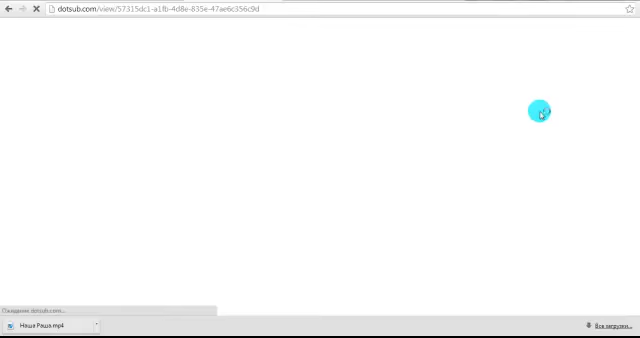 dotsub.com/view/57315dc1-a1fb-4d8e-835e-47ae6c356c9d
Ожидание dotsub.com...
Наша Раша.mp4
Все загрузки...